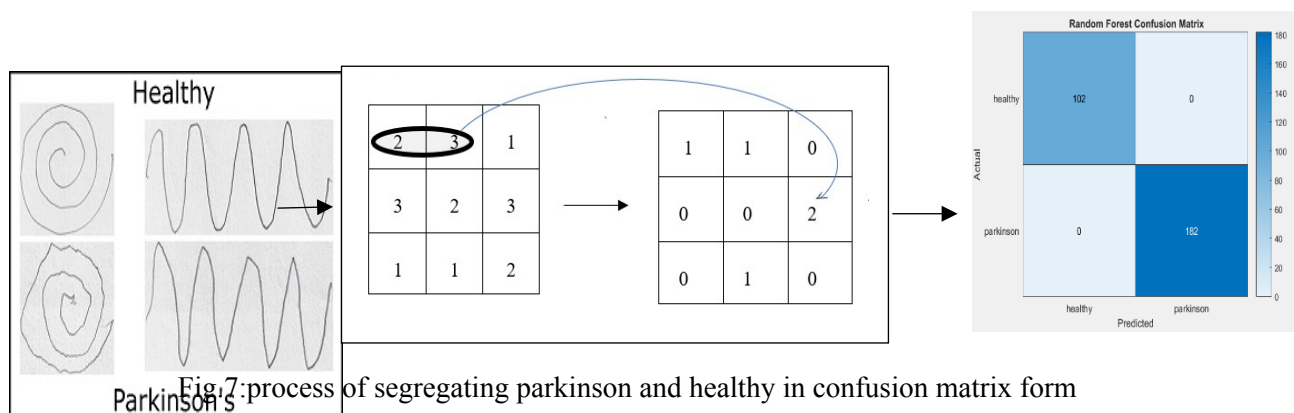 Healthy
Parkinson's
2 3 1
3 2 3
1 1 2
1 1 0
0 0 2
0 1 0
Random Forest Confusion Matrix
Actual
healthy
parkinson
102 0
0 182
healthy parkinson
Predicted
180
160
140
120
100
80
60
40
20
0
Fig.7:process of segregating parkinson and healthy in confusion matrix form